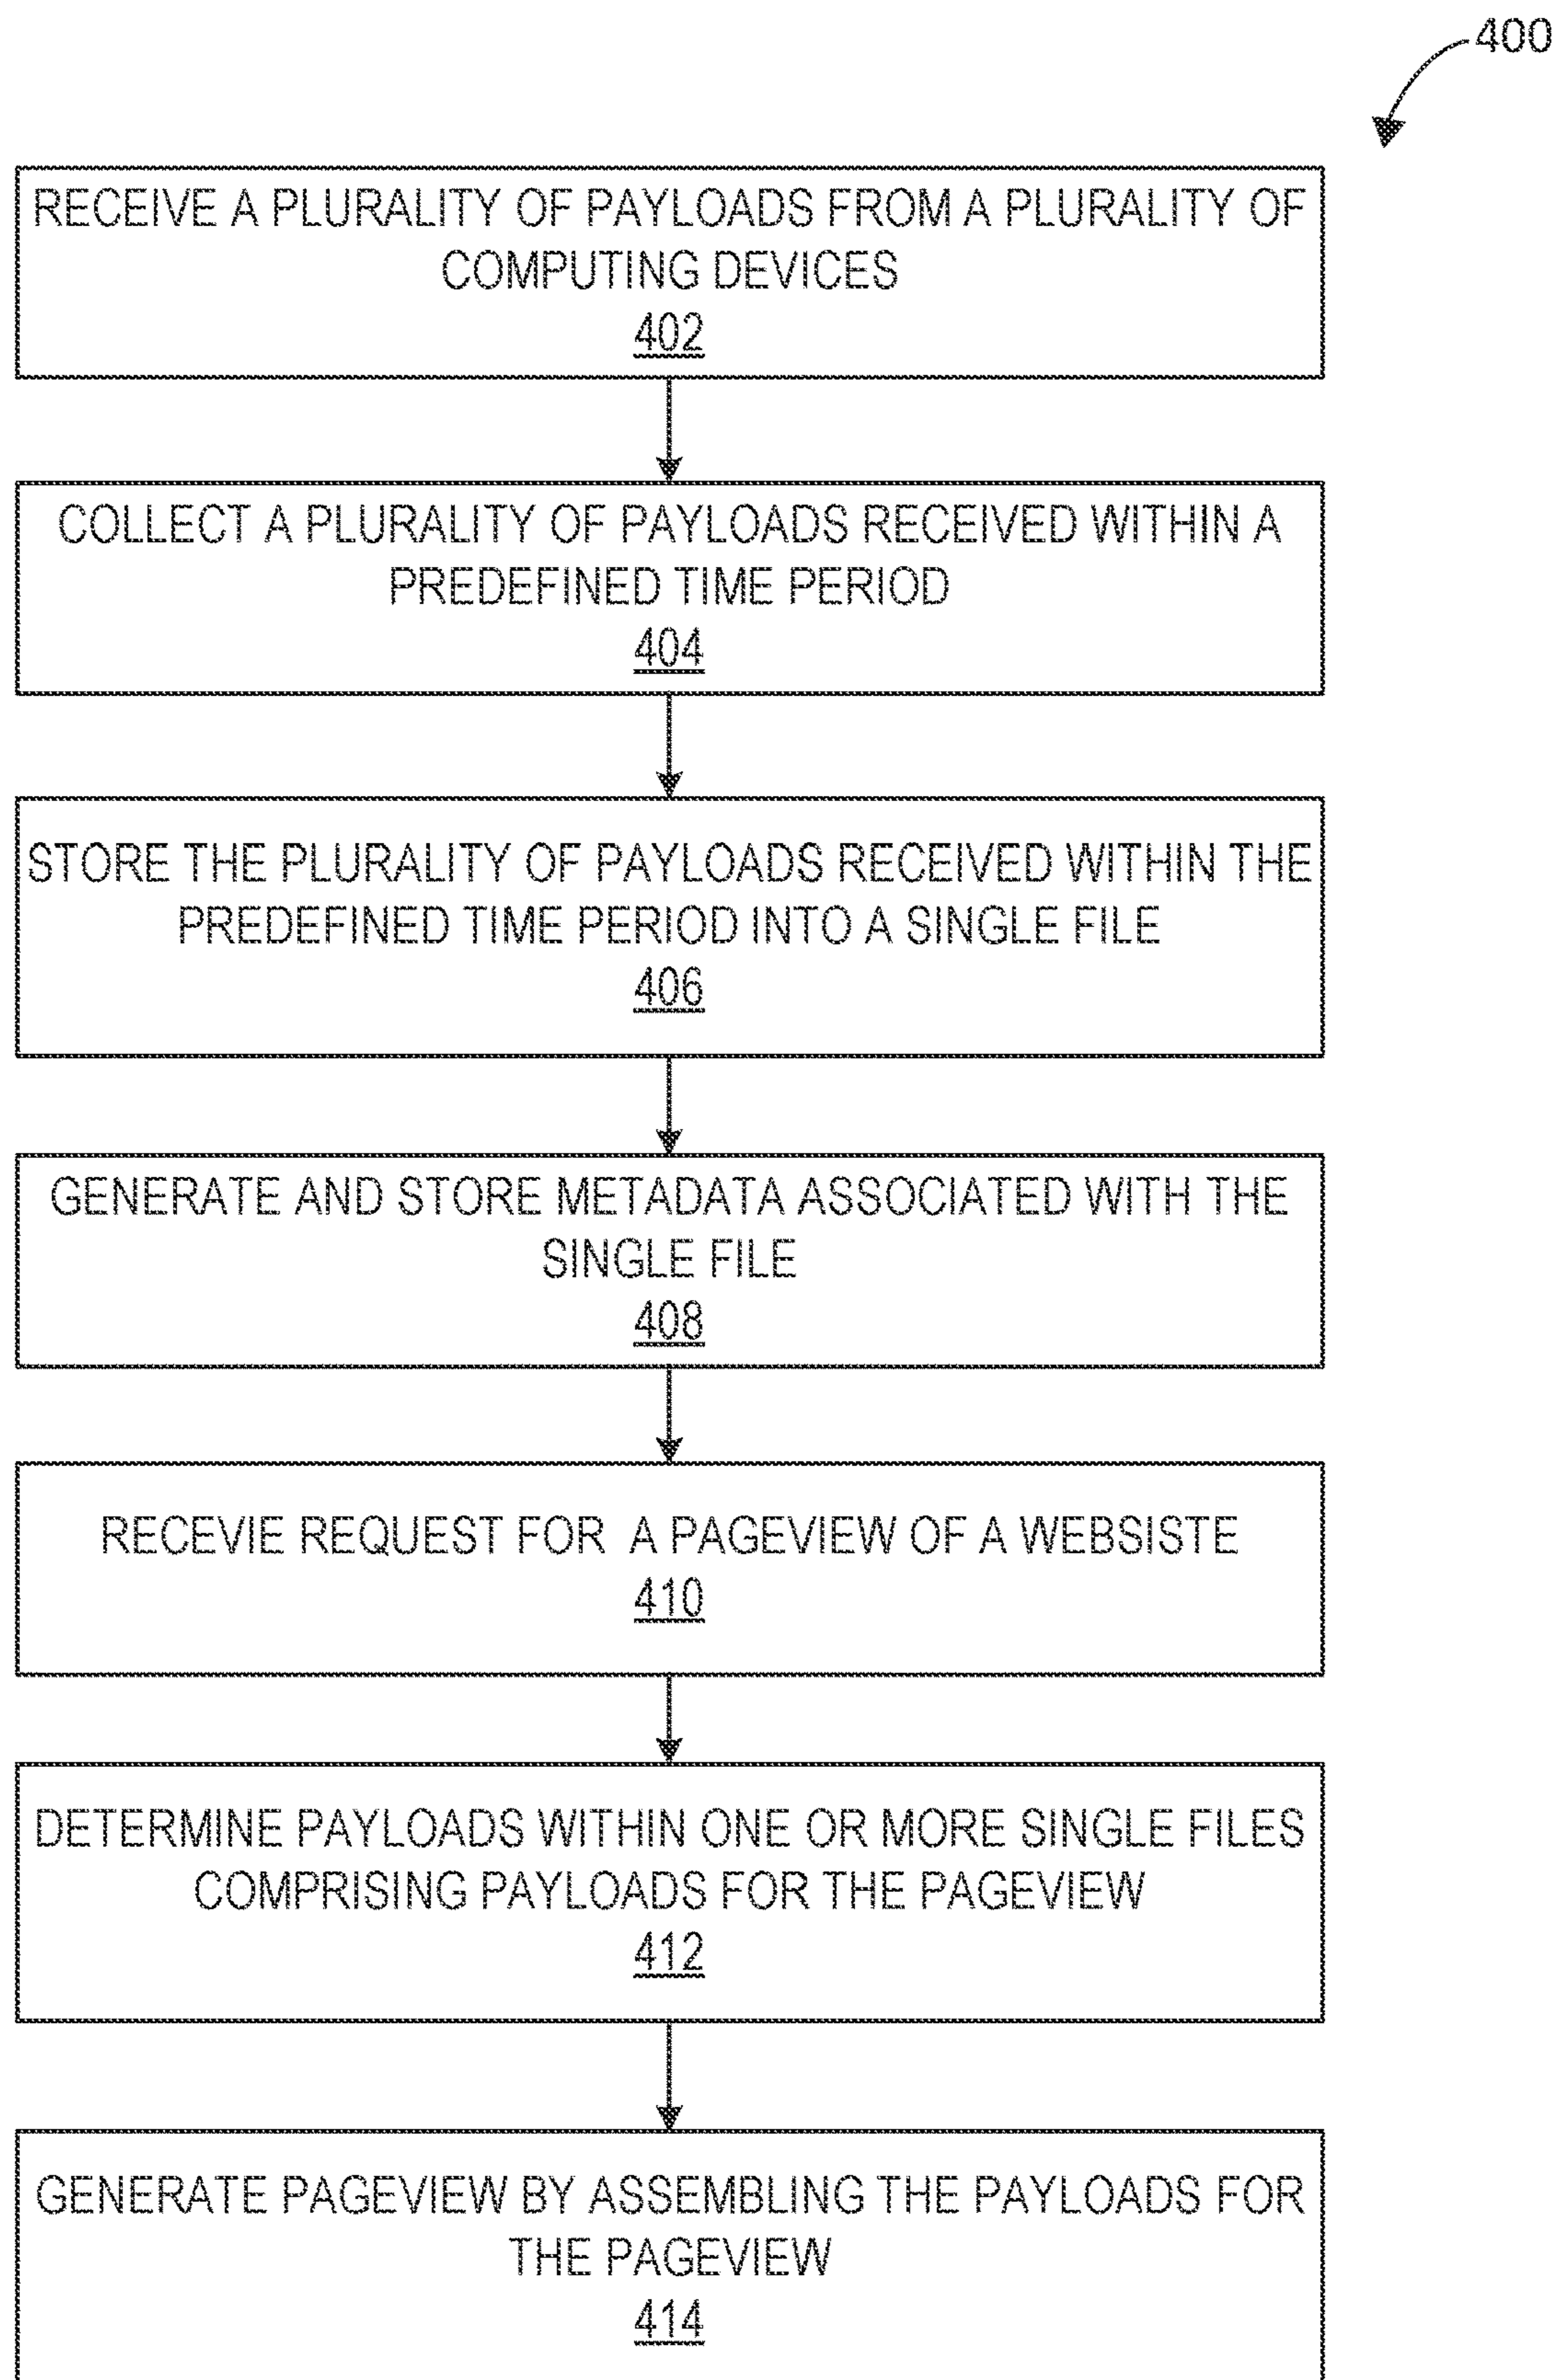 400
RECEIVE A PLURALITY OF PAYLOADS FROM A PLURALITY OF
COMPUTING DEVICES
402
COLLECT A PLURALITY OF PAYLOADS RECEIVED WITHIN A
PREDEFINED TIME PERIOD
404
STORE THE PLURALITY OF PAYLOADS RECEIVED WITHIN THE
PREDEFINED TIME PERIOD INTO A SINGLE FILE
406
GENERATE AND STORE METADATA ASSOCIATED WITH THE
SINGLE FILE
408
RECEVIE REQUEST FOR A PAGEVIEW OF A WEBSISTE
410
DETERMINE PAYLOADS WITHIN ONE OR MORE SINGLE FILES
COMPRISING PAYLOADS FOR THE PAGEVIEW
412
GENERATE PAGEVIEW BY ASSEMBLING THE PAYLOADS FOR
THE PAGEVIEW
414